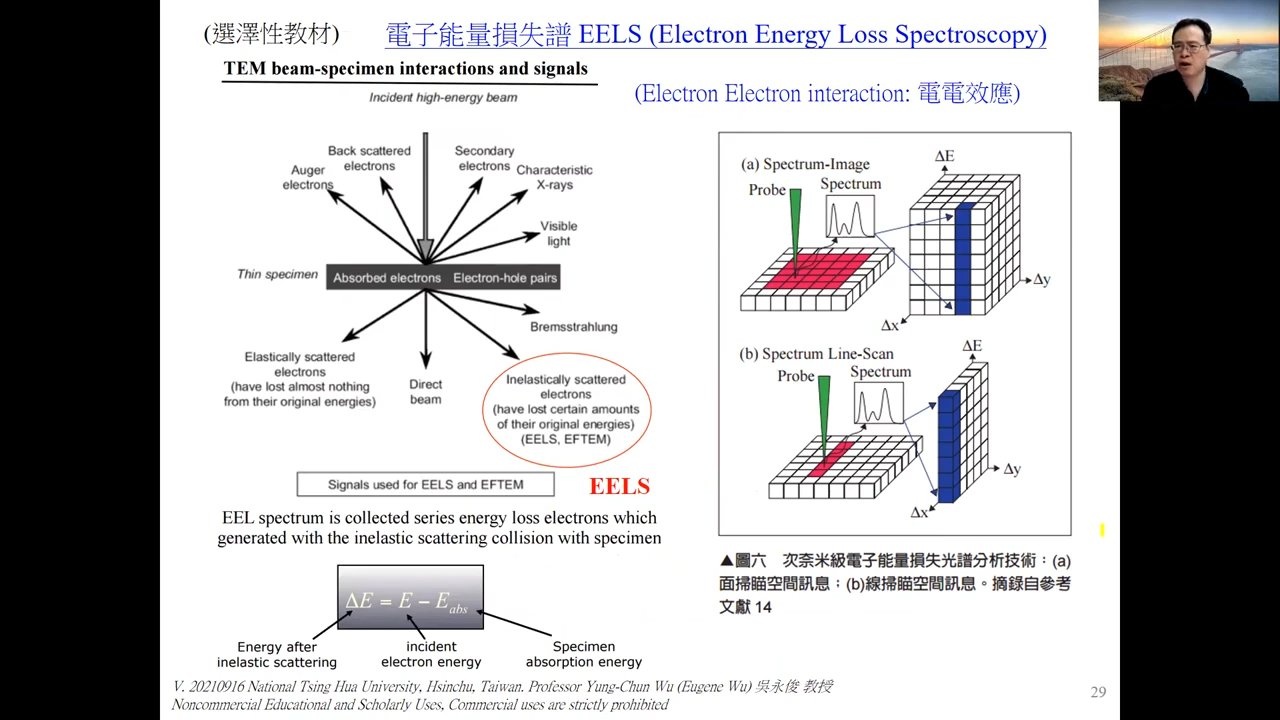 (選澤性教材)
電子能量損失譜 EELS (Electron Energy Loss Spectroscopy)
TEM beam-specimen interactions and signals
(Electron Electron interaction: 電電效應)
Incident high-energy beam
Back scattered
electrons
Secondary
electrons
Auger
electrons
Characteristic
X-rays
Visible
light
Thin specimen
Absorbed electrons
Electron-hole pairs
Bremsstrahlung
Elastically scattered
electrons
(have lost almost nothing
from their original energies)
Direct
beam
Inelastically scattered
electrons
(have lost certain amounts
of their original energies)
(EELS, EFTEM)
Signals used for EELS and EFTEM
EELS
EEL spectrum is collected series energy loss electrons which
generated with the inelastic scattering collision with specimen
ΔE = E − Eabs
Energy after
inelastic scattering
incident
electron energy
Specimen
absorption energy
(a) Spectrum-Image
Probe
Spectrum
ΔE
Δy
Δx
(b) Spectrum Line-Scan
Probe
Spectrum
ΔE
Δy
Δx
▲圖六 次奈米級電子能量損失光譜分析技術：(a)
面掃瞄空間訊息；(b)線掃瞄空間訊息。摘錄自參考
文獻 14
V. 20210916 National Tsing Hua University, Hsinchu, Taiwan. Professor Yung-Chun Wu (Eugene Wu) 吳永俊 教授
Noncommercial Educational and Scholarly Uses, Commercial uses are strictly prohibited
29